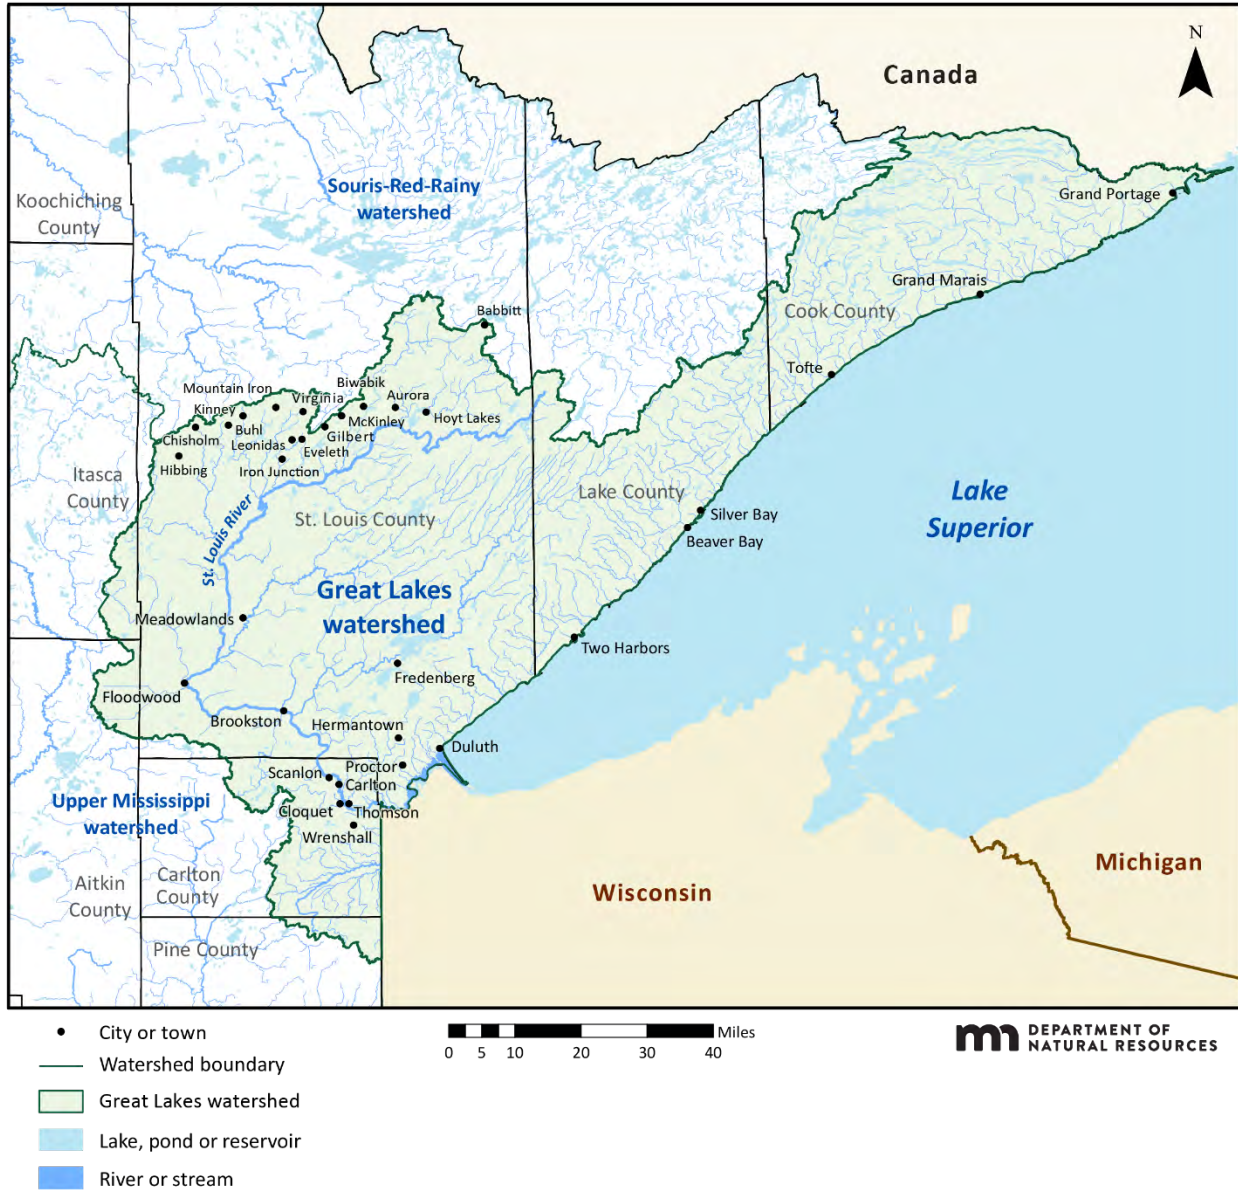 N
Canada
Souris-Red-Rainy
watershed
Koochiching
County
Grand Portage
Grand Marais
Cook County
Babbitt
Tofte
Mountain Iron
Biwabik
Virginia
Aurora
Kinney
McKinley
Hoyt Lakes
Chisholm
Buhl
Gilbert
Leonidas
Eveleth
Hibbing
Iron Junction
Itasca
County
Lake County
Lake
Superior
St. Louis County
Silver Bay
Beaver Bay
St. Louis River
Great Lakes
watershed
Meadowlands
Two Harbors
Fredenberg
Floodwood
Brookston
Hermantown
Duluth
Proctor
Scanlon
Carlton
Upper Mississippi
watershed
Cloquet
Thomson
Wrenshall
Aitkin
County
Carlton
County
Wisconsin
Michigan
Pine County
City or town
Watershed boundary
Great Lakes watershed
Lake, pond or reservoir
River or stream
Miles
0 5 10 20 30 40
DEPARTMENT OF
NATURAL RESOURCES